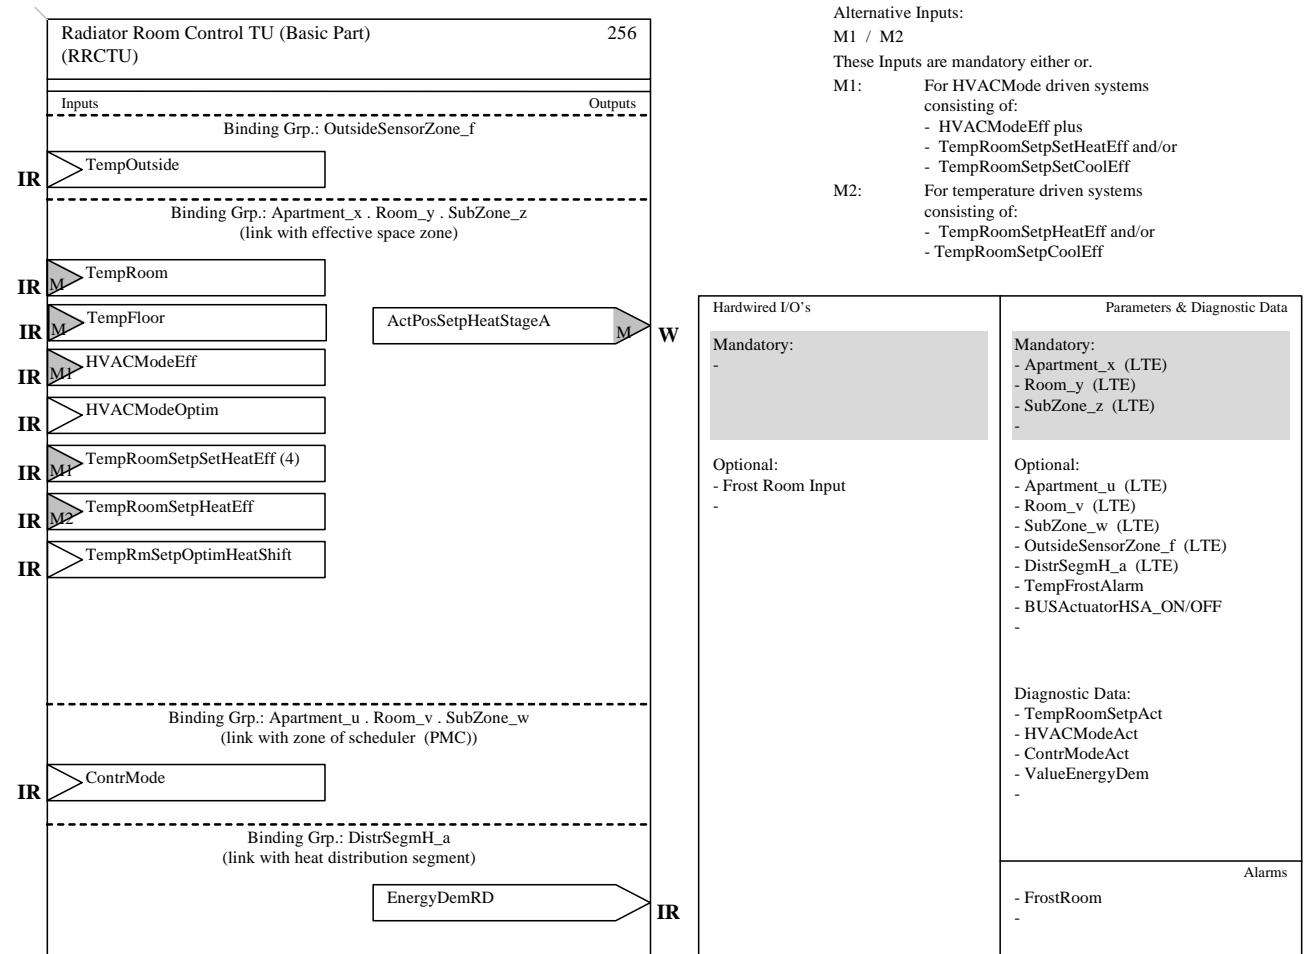 Radiator Room Control TU (Basic Part) 256
(RRCTU)
Inputs Outputs
Binding Grp.: OutsideSensorZone_f
IR TempOutside
Binding Grp.: Apartment_x . Room_y . SubZone_z
(link with effective space zone)
IR M TempRoom
IR M TempFloor
ActPosSetpHeatStageA M W
IR M1 HVACModeEff
IR HVACModeOptim
IR M1 TempRoomSetpSetHeatEff (4)
IR M2 TempRoomSetpHeatEff
IR TempRmSetpOptimHeatShift
Binding Grp.: Apartment_u . Room_v . SubZone_w
(link with zone of scheduler (PMC))
IR ContrMode
Binding Grp.: DistrSegmH_a
(link with heat distribution segment)
EnergyDemRD IR
Alternative Inputs:
M1 / M2
These Inputs are mandatory either or.
M1: For HVACMode driven systems
consisting of:
- HVACModeEff plus
- TempRoomSetpSetHeatEff and/or
- TempRoomSetpSetCoolEff
M2: For temperature driven systems
consisting of:
- TempRoomSetpHeatEff and/or
- TempRoomSetpCoolEff
Hardwired I/O's
Mandatory:
-
Optional:
- Frost Room Input
-
Parameters & Diagnostic Data
Mandatory:
- Apartment_x (LTE)
- Room_y (LTE)
- SubZone_z (LTE)
-
Optional:
- Apartment_u (LTE)
- Room_v (LTE)
- SubZone_w (LTE)
- OutsideSensorZone_f (LTE)
- DistrSegmH_a (LTE)
- TempFrostAlarm
- BUSActuatorHSA_ON/OFF
-
Diagnostic Data:
- TempRoomSetpAct
- HVACModeAct
- ContrModeAct
- ValueEnergyDem
-
Alarms
- FrostRoom
-